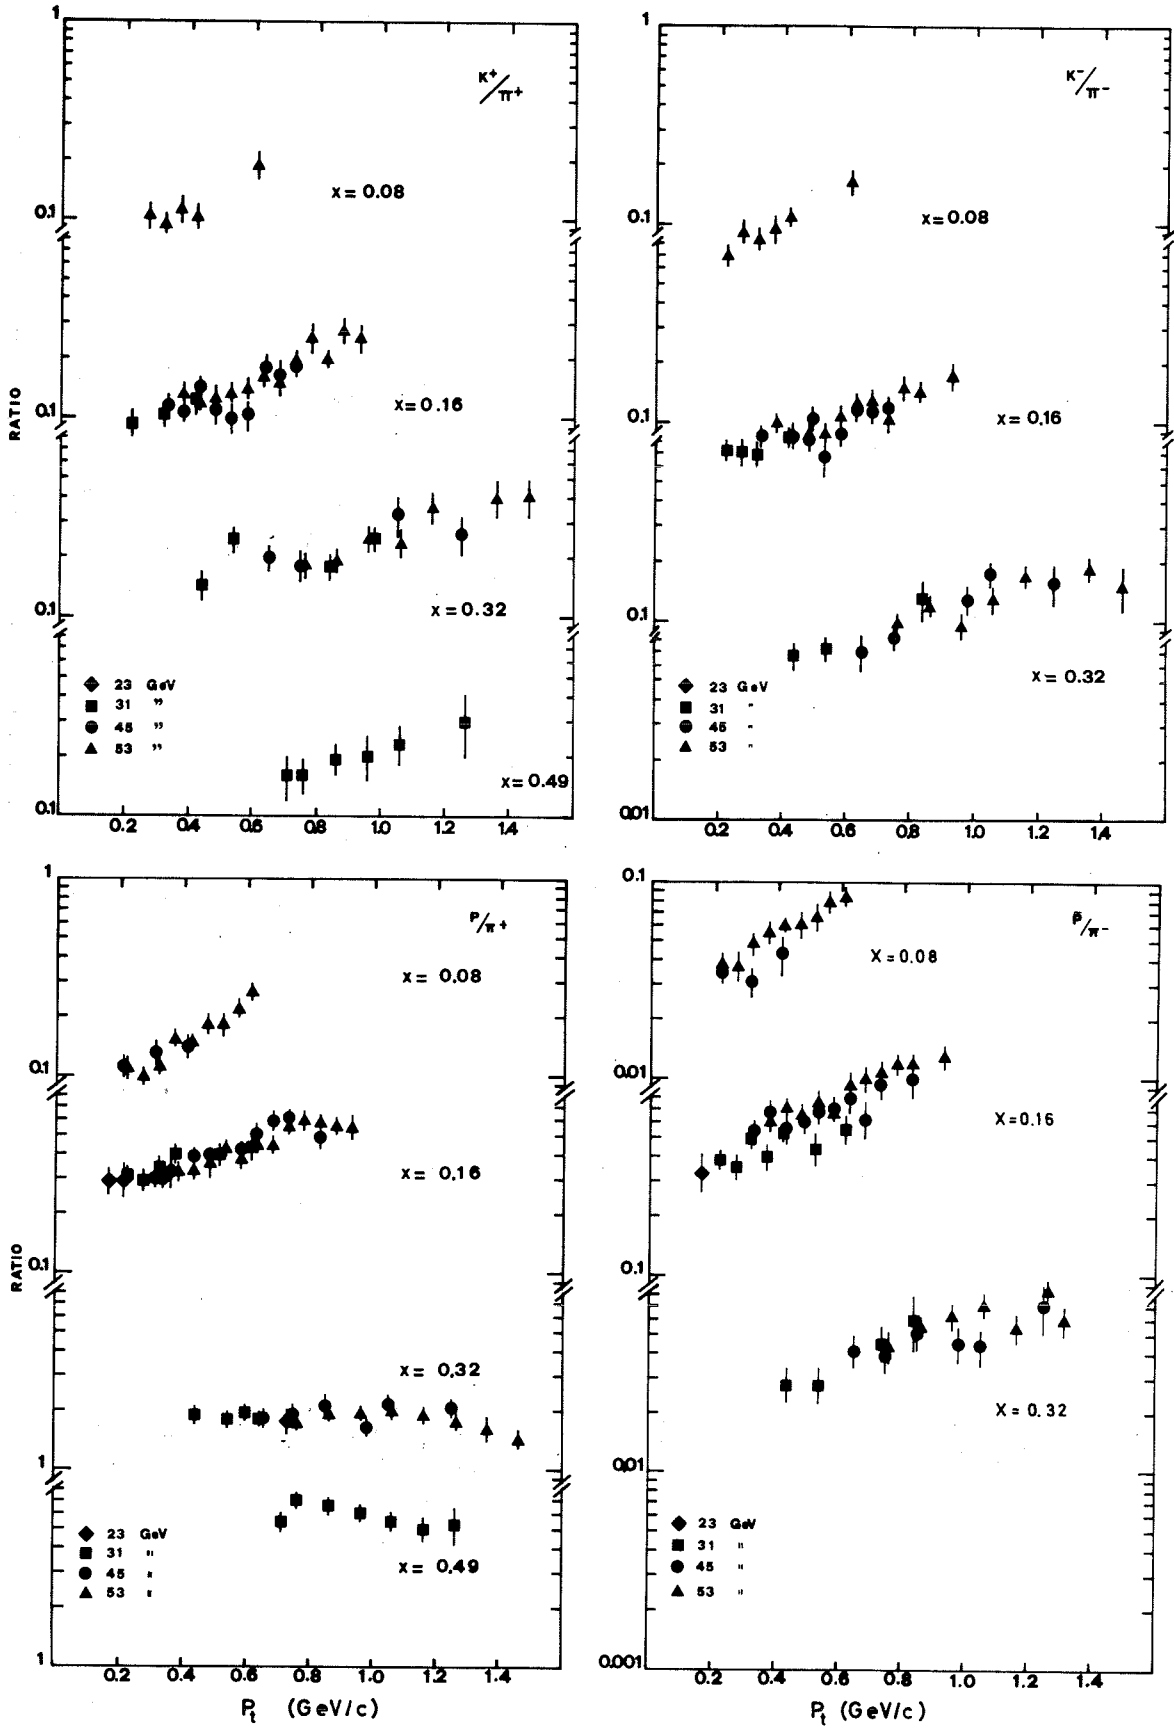 1
K+/π+
x = 0.08
0.1
x = 0.16
0.1
RATIO
x = 0.32
0.1
◆ 23 GeV
■ 31 ”
● 45 ”
▲ 53 ”
x = 0.49
0.1
0.2 0.4 0.6 0.8 1.0 1.2 1.4
1
K-/π-
x = 0.08
0.1
x = 0.16
0.1
0.1
x = 0.32
◆ 23 GeV
■ 31 "
● 45 "
▲ 53 "
0.01
0.2 0.4 0.6 0.8 1.0 1.2 1.4
1
P/π+
x = 0.08
0.1
x = 0.16
0.1
RATIO
x = 0.32
1
◆ 23 GeV
■ 31 "
● 45 "
▲ 53 "
x = 0.49
1
0.2 0.4 0.6 0.8 1.0 1.2 1.4
Pt (GeV/c)
0.1
p̄/π-
X = 0.08
0.01
X = 0.16
0.1
X = 0.32
0.01
◆ 23 GeV
■ 31 "
● 45 "
▲ 53 "
0.001
0.2 0.4 0.6 0.8 1.0 1.2 1.4
Pt (GeV/c)